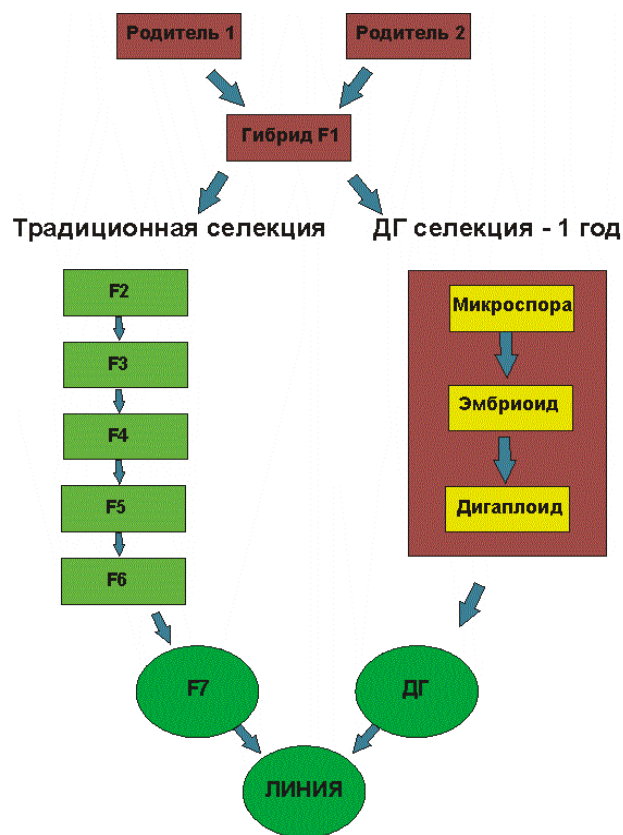 Родитель 1
Родитель 2
Гибрид F1
Традиционная селекция
ДГ селекция - 1 год
F2
F3
F4
F5
F6
Микроспора
Эмбриоид
Дигаплоид
F7
ДГ
ЛИНИЯ